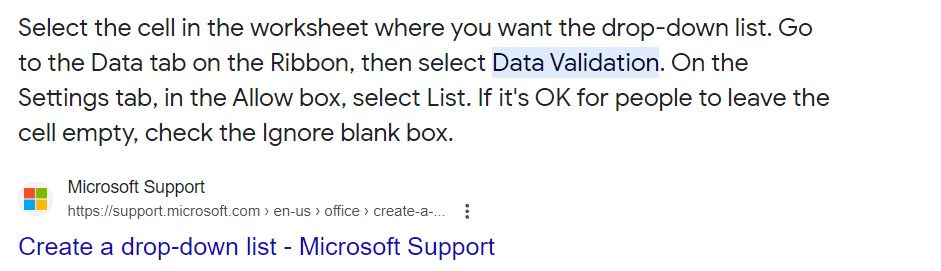 Select the cell in the worksheet where you want the drop-down list. Go
to the Data tab on the Ribbon, then select Data Validation. On the
Settings tab, in the Allow box, select List. If it's OK for people to leave the
cell empty, check the Ignore blank box.
Microsoft Support
https://support.microsoft.com › en-us › office › create-a-...
Create a drop-down list - Microsoft Support